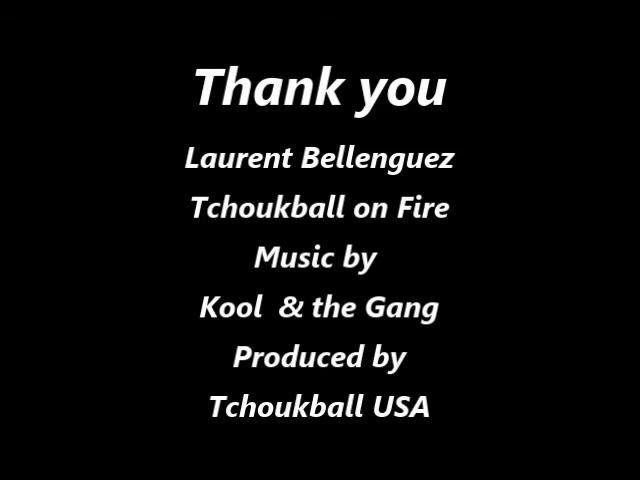 Thank you
Laurent Bellenguez
Tchoukball on Fire
Music by
Kool & the Gang
Produced by
Tchoukball USA